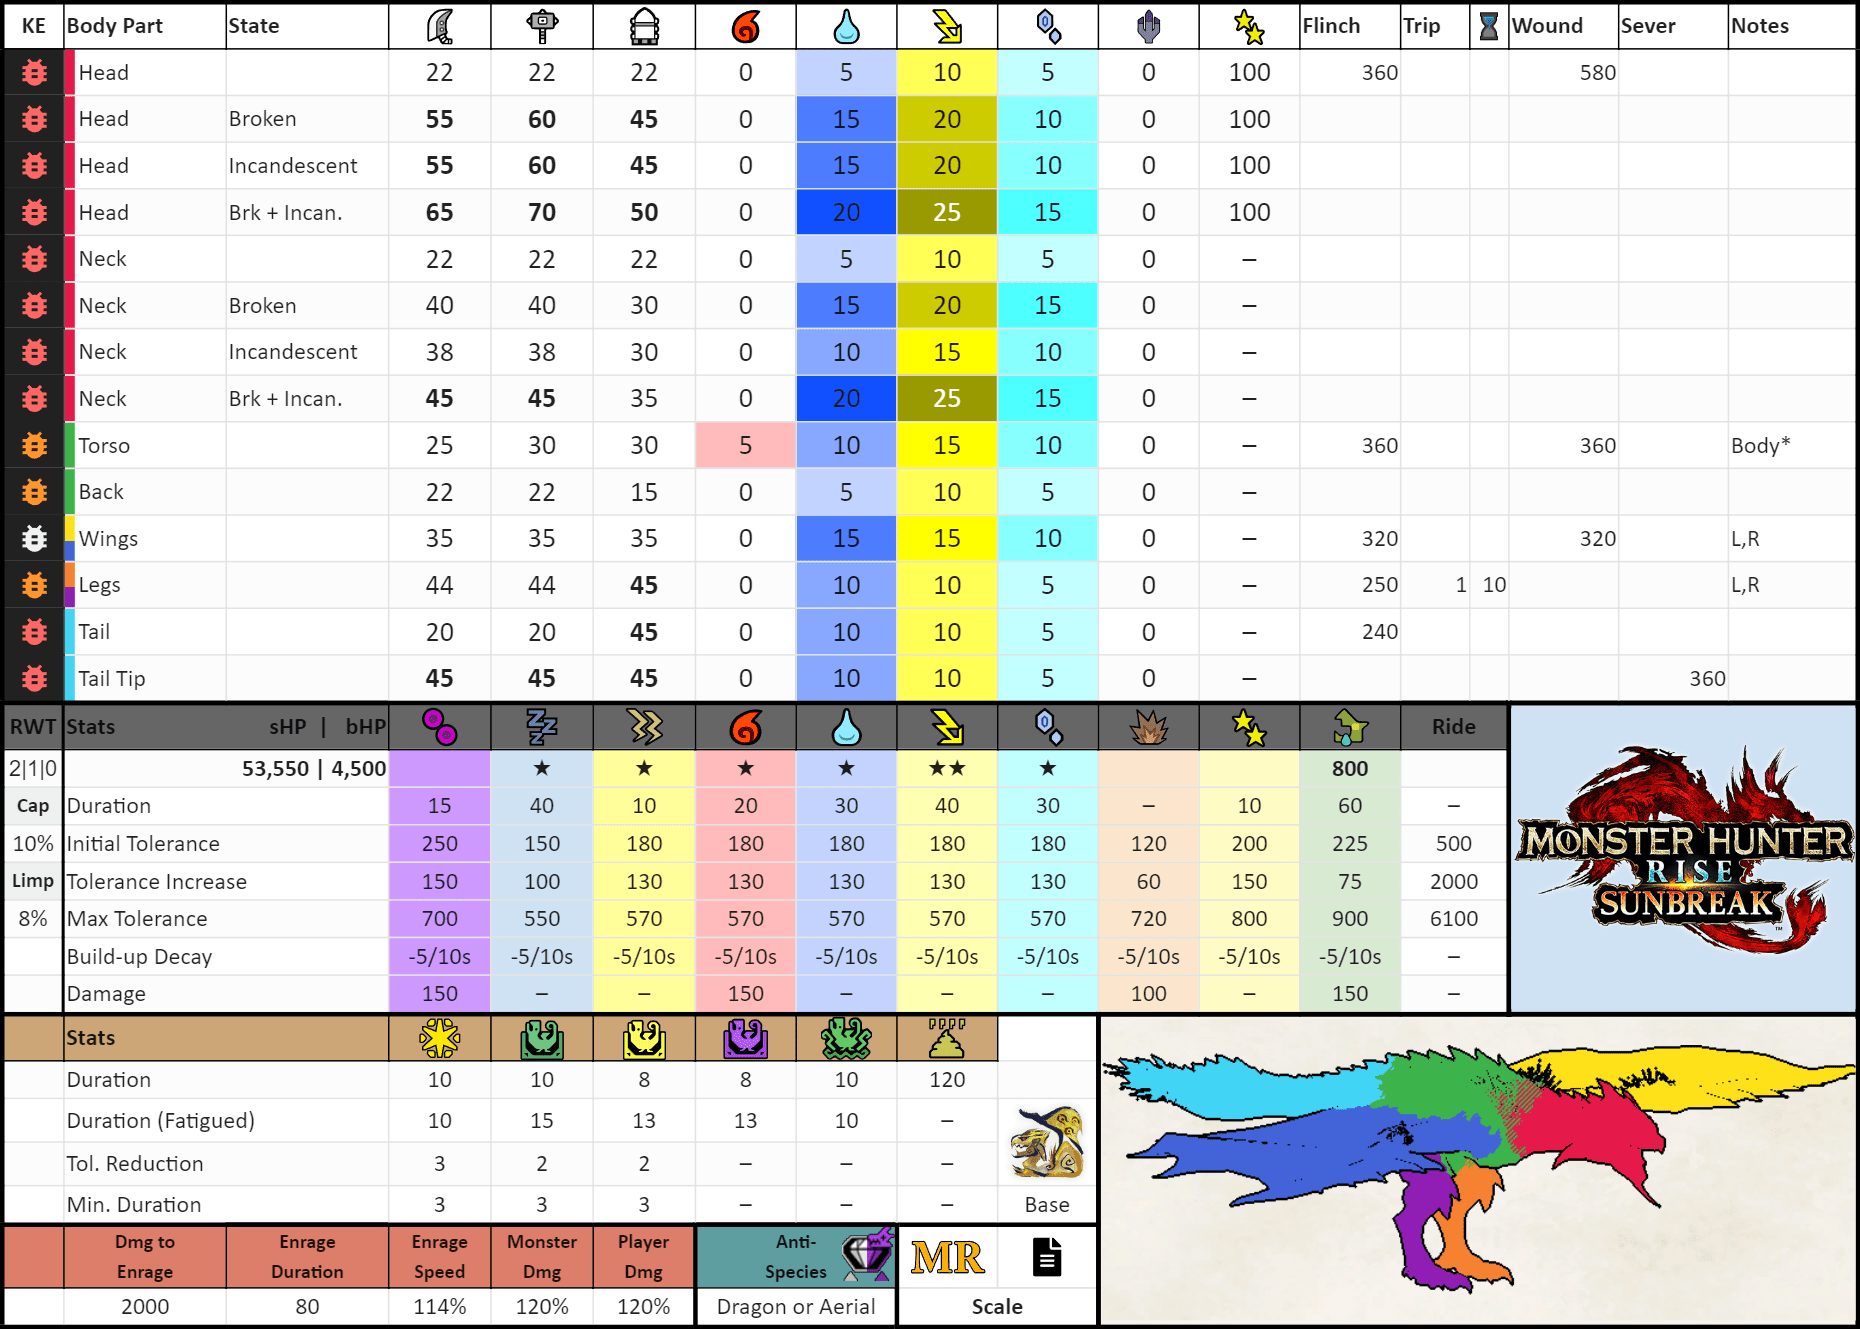 KE Body Part State Flinch Trip Wound Sever Notes
Head 22 22 22 0 5 10 5 0 100 360 580
Head Broken 55 60 45 0 15 20 10 0 100
Head Incandescent 55 60 45 0 15 20 10 0 100
Head Brk + Incan. 65 70 50 0 20 25 15 0 100
Neck 22 22 22 0 5 10 5 0 –
Neck Broken 40 40 30 0 15 20 15 0 –
Neck Incandescent 38 38 30 0 10 15 10 0 –
Neck Brk + Incan. 45 45 35 0 20 25 15 0 –
Torso 25 30 30 5 10 15 10 0 – 360 360 Body*
Back 22 22 15 0 5 10 5 0 –
Wings 35 35 35 0 15 15 10 0 – 320 320 L,R
Legs 44 44 45 0 10 10 5 0 – 250 1 10 L,R
Tail 20 20 45 0 10 10 5 0 – 240
Tail Tip 45 45 45 0 10 10 5 0 – 360
RWT Stats sHP | bHP Ride
2|1|0 53,550 | 4,500 ★ ★ ★ ★ ★★ ★ 800
Cap Duration 15 40 10 20 30 40 30 – 10 60 –
10% Initial Tolerance 250 150 180 180 180 180 180 120 200 225 500
Limp Tolerance Increase 150 100 130 130 130 130 130 60 150 75 2000
8% Max Tolerance 700 550 570 570 570 570 570 720 800 900 6100
Build-up Decay -5/10s -5/10s -5/10s -5/10s -5/10s -5/10s -5/10s -5/10s -5/10s -5/10s –
Damage 150 – – 150 – – – 100 – 150 –
MONSTER HUNTER
RISE
SUNBREAK
™
Stats
Duration 10 10 8 8 10 120
Duration (Fatigued) 10 15 13 13 10 –
Tol. Reduction 3 2 2 – – –
Min. Duration 3 3 3 – – – Base
Dmg to Enrage Enrage Monster Player Anti-
Enrage Duration Speed Dmg Dmg Species MR
2000 80 114% 120% 120% Dragon or Aerial Scale